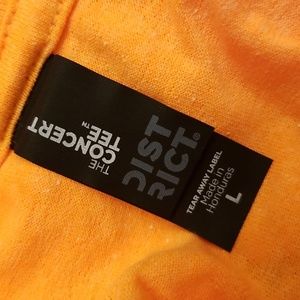 THE
CONCERT
TEE™
DIST
RICT®
TEAR AWAY LABEL
Made in
Honduras
L